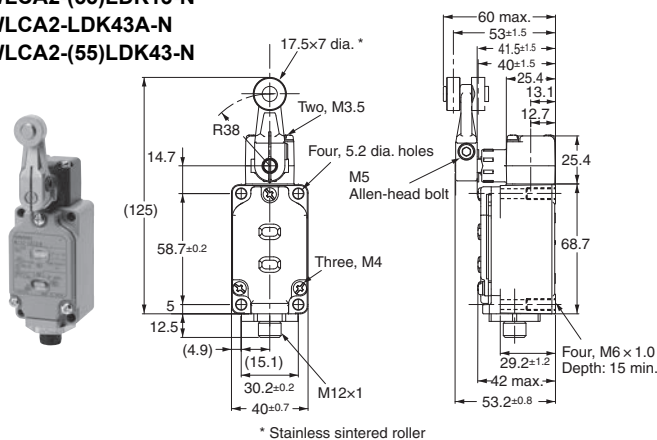 WLCA2-LDK43A-N
WLCA2-(55)LDK43-N
17.5×7 dia. *
Two, M3.5
R38
Four, 5.2 dia. holes
14.7
(125)
58.7±0.2
Three, M4
5
12.5
(4.9)
(15.1)
30.2±0.2
M12×1
40±0.7
* Stainless sintered roller
60 max.
53±1.5
41.5±1.5
40±1.5
25.4
13.1
12.7
M5
Allen-head bolt
25.4
68.7
Four, M6 × 1.0
Depth: 15 min.
29.2±1.2
42 max.
53.2±0.8